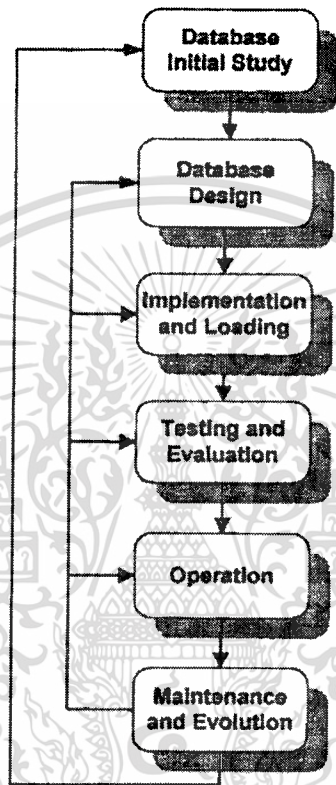 Database
Initial Study
Database
Design
Implementation
and Loading
Testing and
Evaluation
Operation
Maintenance
and Evolution